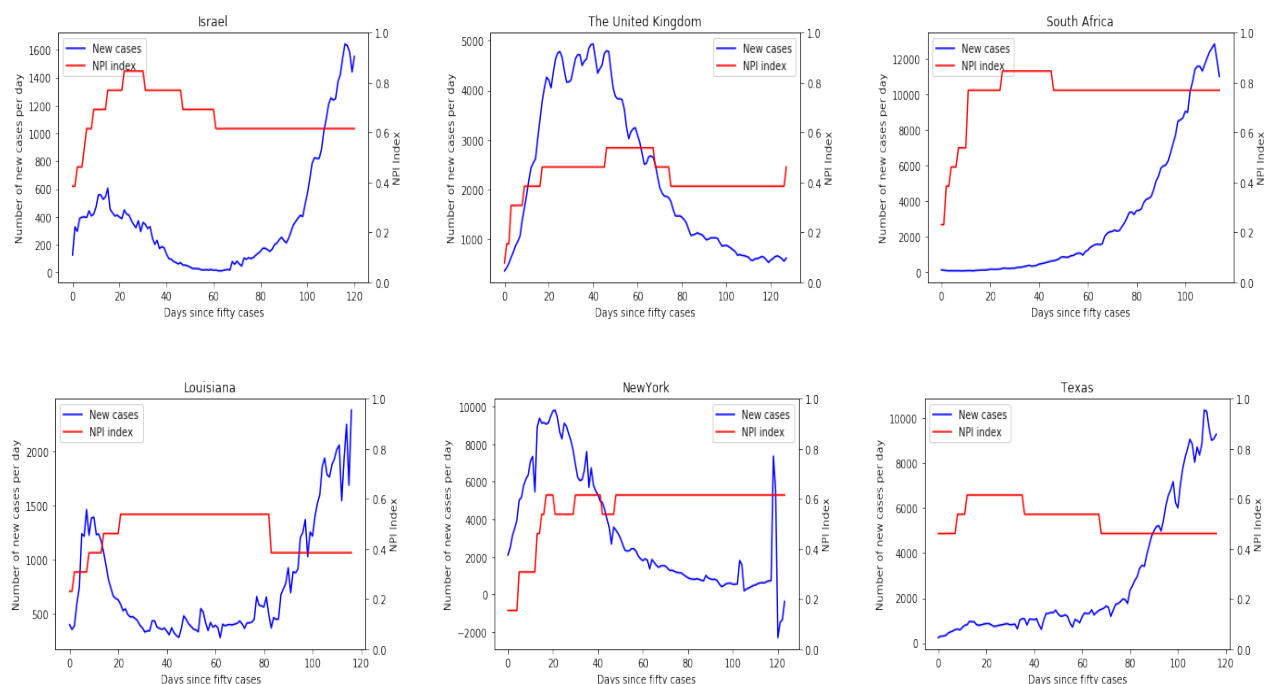 Israel
New cases
NPI index
1600
1400
1200
1000
800
600
400
200
0
Number of new cases per day
1.0
0.8
0.6
0.4
0.2
0.0
NPI Index
0 20 40 60 80 100 120
Days since fifty cases
The United Kingdom
New cases
NPI index
5000
4000
3000
2000
1000
Number of new cases per day
1.0
0.8
0.6
0.4
0.2
0.0
NPI Index
0 20 40 60 80 100 120
Days since fifty cases
South Africa
New cases
NPI index
12000
10000
8000
6000
4000
2000
0
Number of new cases per day
1.0
0.8
0.6
0.4
0.2
0.0
NPI Index
0 20 40 60 80 100
Days since fifty cases
Louisiana
New cases
NPI index
2000
1500
1000
500
Number of new cases per day
1.0
0.8
0.6
0.4
0.2
0.0
NPI Index
0 20 40 60 80 100 120
Days since fifty cases
NewYork
New cases
NPI index
10000
8000
6000
4000
2000
0
−2000
Number of new cases per day
1.0
0.8
0.6
0.4
0.2
0.0
NPI Index
0 20 40 60 80 100 120
Days since fifty cases
Texas
New cases
NPI index
10000
8000
6000
4000
2000
0
Number of new cases per day
1.0
0.8
0.6
0.4
0.2
0.0
NPI Index
0 20 40 60 80 100 120
Days since fifty cases